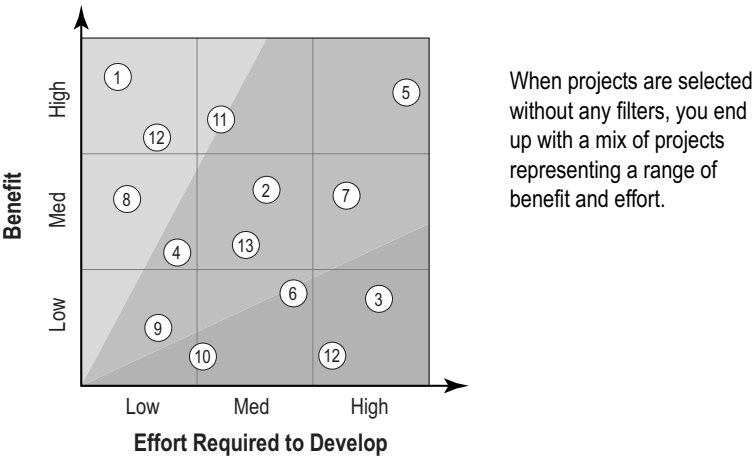 High
Med
Low
Benefit
1
5
11
12
2
7
8
13
4
6
3
9
10
12
Low
Med
High
Effort Required to Develop
When projects are selected
without any filters, you end
up with a mix of projects
representing a range of
benefit and effort.